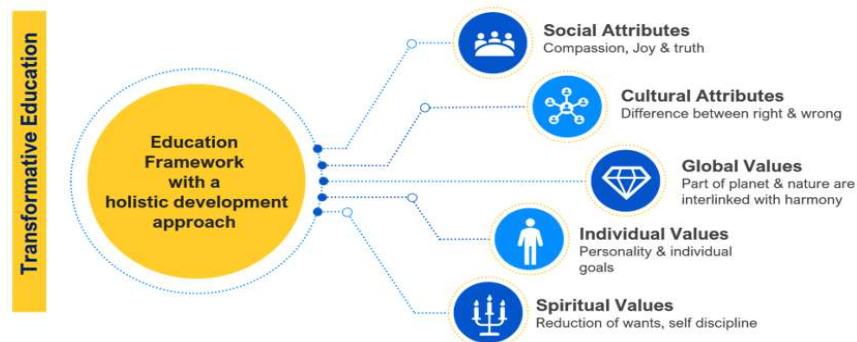 Transformative Education
Education
Framework
with a
holistic development
approach
Social Attributes
Compassion, Joy & truth
Cultural Attributes
Difference between right & wrong
Global Values
Part of planet & nature are
interlinked with harmony
Individual Values
Personality & individual
goals
Spiritual Values
Reduction of wants, self discipline